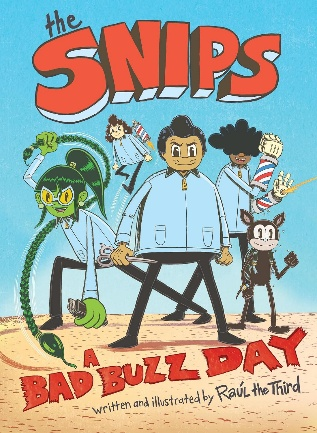 the
SNIPS
A
BAD BUZZ DAY
written and illustrated by Raúl the Third